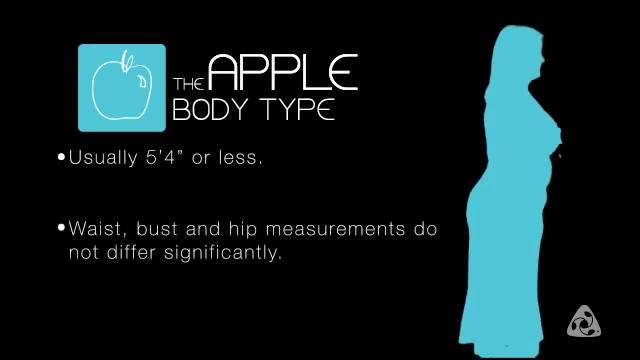 THE APPLE
BODY TYPE
•Usually 5’4” or less.
•Waist, bust and hip measurements do
not differ significantly.